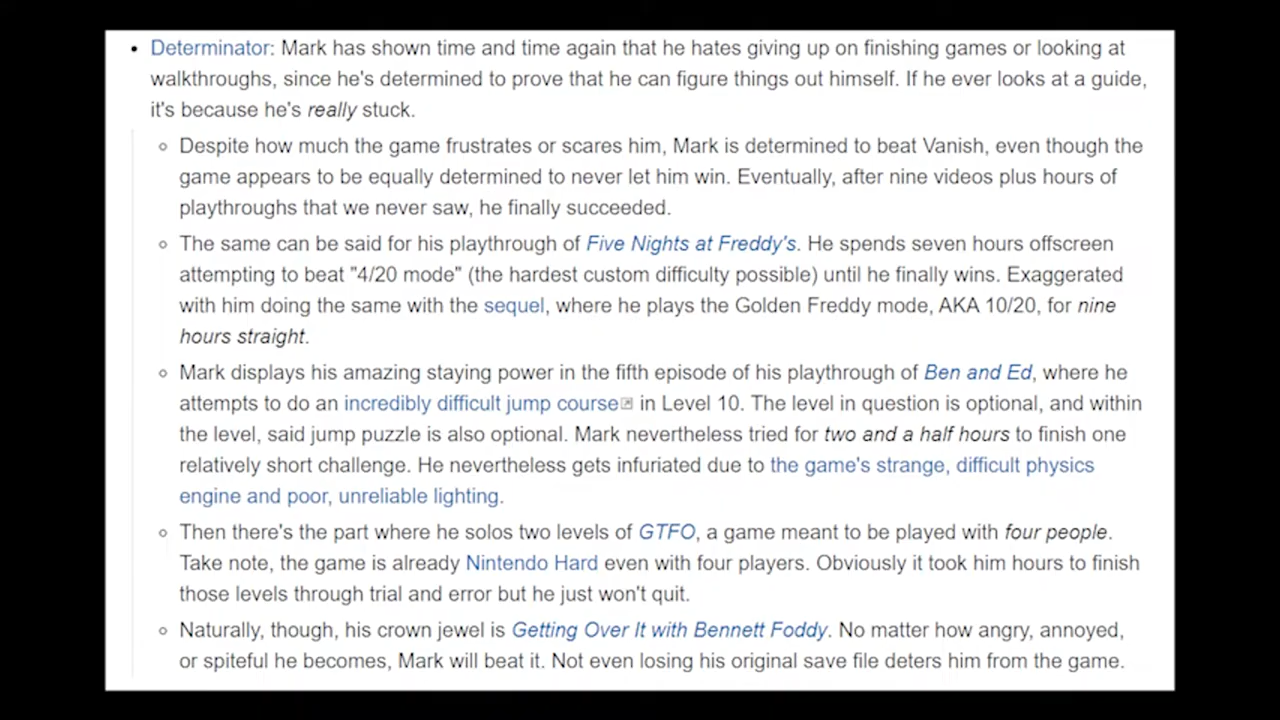 • Determinator: Mark has shown time and time again that he hates giving up on finishing games or looking at
walkthroughs, since he's determined to prove that he can figure things out himself. If he ever looks at a guide,
it's because he's really stuck.
◦ Despite how much the game frustrates or scares him, Mark is determined to beat Vanish, even though the
game appears to be equally determined to never let him win. Eventually, after nine videos plus hours of
playthroughs that we never saw, he finally succeeded.
◦ The same can be said for his playthrough of Five Nights at Freddy's. He spends seven hours offscreen
attempting to beat "4/20 mode" (the hardest custom difficulty possible) until he finally wins. Exaggerated
with him doing the same with the sequel, where he plays the Golden Freddy mode, AKA 10/20, for nine
hours straight.
◦ Mark displays his amazing staying power in the fifth episode of his playthrough of Ben and Ed, where he
attempts to do an incredibly difficult jump course in Level 10. The level in question is optional, and within
the level, said jump puzzle is also optional. Mark nevertheless tried for two and a half hours to finish one
relatively short challenge. He nevertheless gets infuriated due to the game's strange, difficult physics
engine and poor, unreliable lighting.
◦ Then there's the part where he solos two levels of GTFO, a game meant to be played with four people.
Take note, the game is already Nintendo Hard even with four players. Obviously it took him hours to finish
those levels through trial and error but he just won't quit.
◦ Naturally, though, his crown jewel is Getting Over It with Bennett Foddy. No matter how angry, annoyed,
or spiteful he becomes, Mark will beat it. Not even losing his original save file deters him from the game.